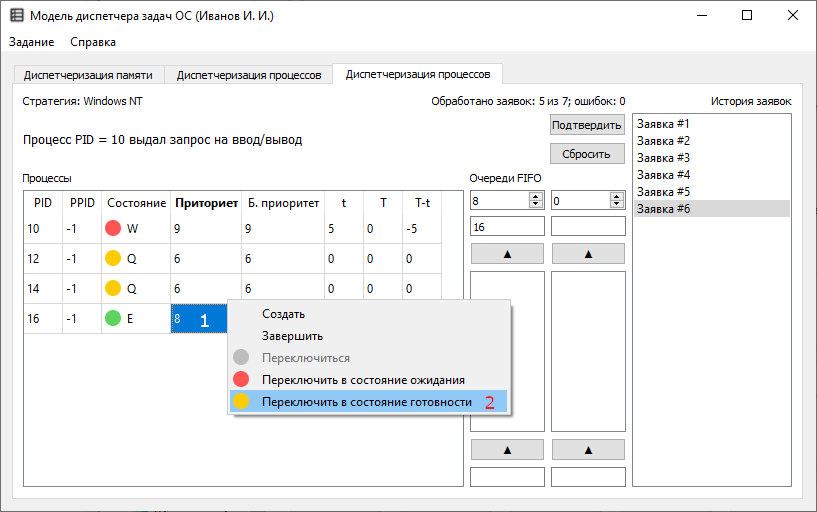 Модель диспетчера задач ОС (Иванов И. И.)
Задание Справка
Диспетчеризация памяти Диспетчеризация процессов Диспетчеризация процессов
Стратегия: Windows NT Обработано заявок: 5 из 7; ошибок: 0 История заявок
Процесс PID = 10 выдал запрос на ввод/вывод
Подтвердить
Сбросить
Заявка #1
Заявка #2
Заявка #3
Заявка #4
Заявка #5
Заявка #6
Процессы
PID PPID Состояние Приториет Б. приоритет t T T-t
10 -1 W 9 9 5 0 -5
12 -1 Q 6 6 0 0 0
14 -1 Q 6 6 0 0 0
16 -1 E 8 1
Создать
Завершить
Переключиться
Переключить в состояние ожидания
Переключить в состояние готовности 2
Очереди FIFO
8 0
16